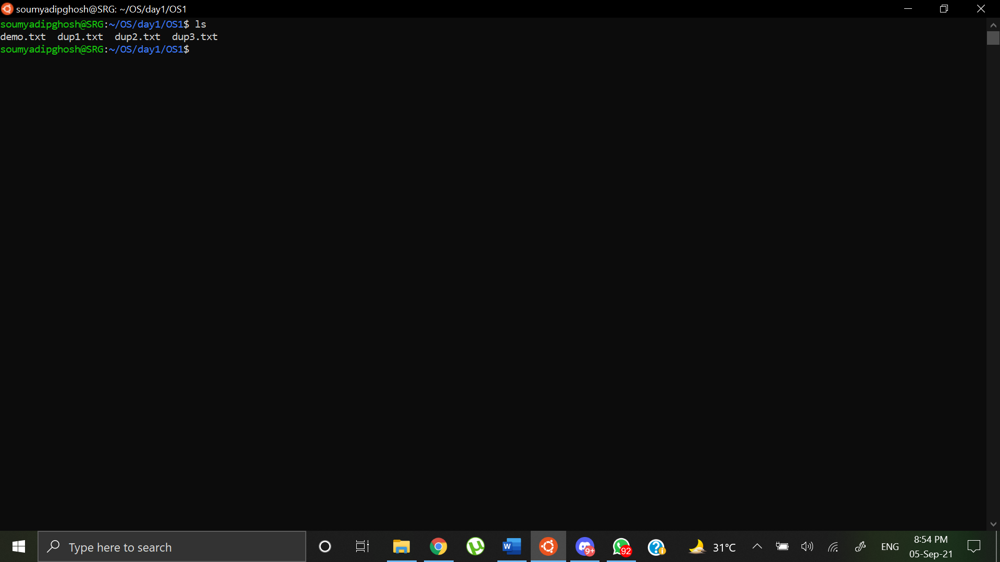 soumyadipghosh@SRG: ~/OS/day1/OS1
soumyadipghosh@SRG:~/OS/day1/OS1$ ls
demo.txt  dup1.txt  dup2.txt  dup3.txt
soumyadipghosh@SRG:~/OS/day1/OS1$
Type here to search
W
9+
92
31°C
ENG
8:54 PM
05-Sep-21